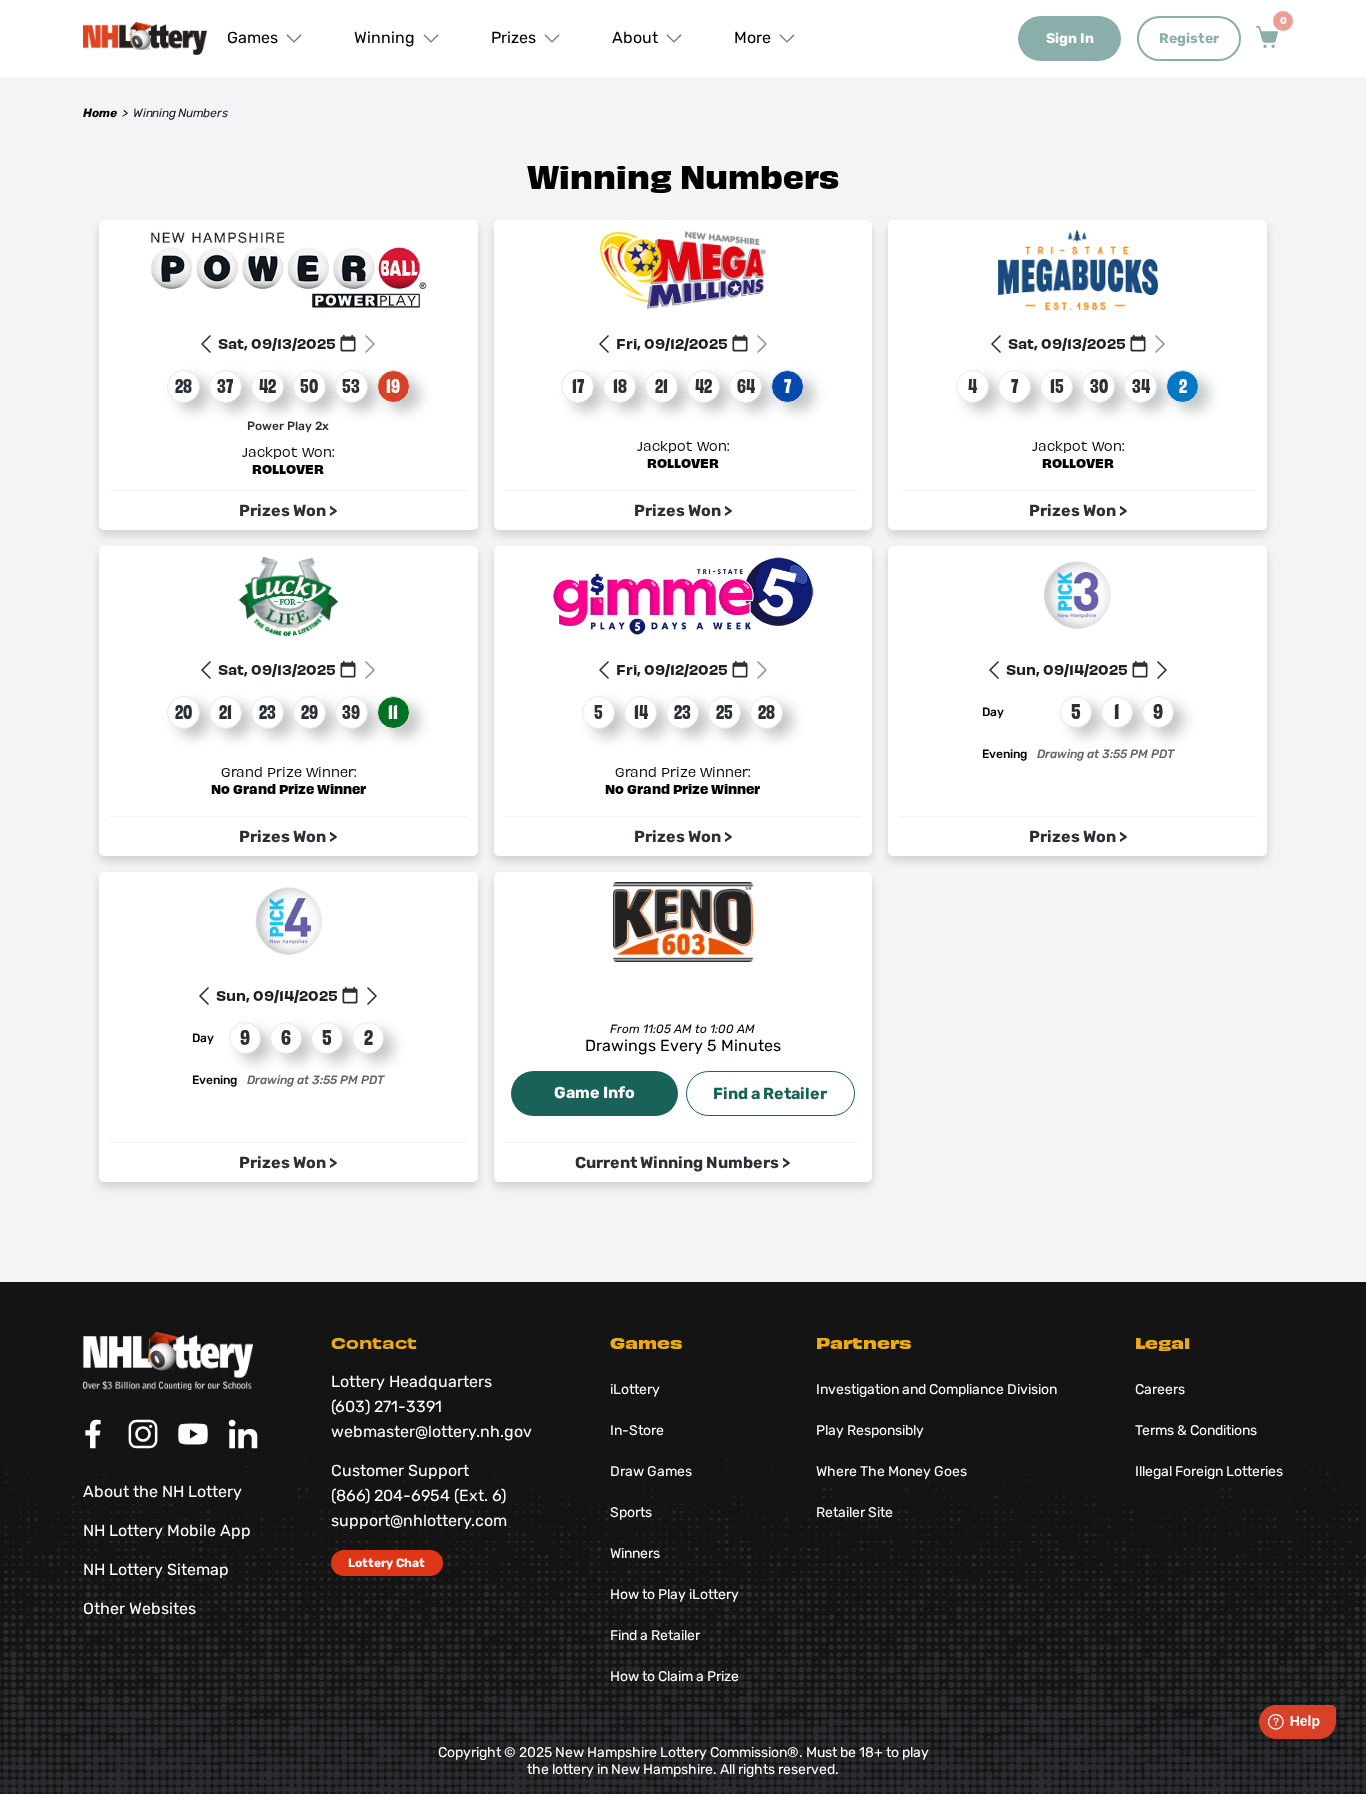 NHLottery
Games
Winning
Prizes
About
More
Sign In
Register
0
Home > Winning Numbers
Winning Numbers
NEW HAMPSHIRE
POWERBALL®
POWERPLAY
Sat, 09/13/2025
28 37 42 50 53 19
Power Play 2x
Jackpot Won:
ROLLOVER
Prizes Won >
NEW HAMPSHIRE
MEGA
MILLIONS
Fri, 09/12/2025
17 18 21 42 64 7
Jackpot Won:
ROLLOVER
Prizes Won >
TRI-STATE
MEGABUCKS
EST. 1985
Sat, 09/13/2025
4 7 15 30 34 2
Jackpot Won:
ROLLOVER
Prizes Won >
Lucky
FOR
LIFE
THE GAME OF A LIFETIME
Sat, 09/13/2025
20 21 23 29 39 11
Grand Prize Winner:
No Grand Prize Winner
Prizes Won >
TRI-STATE
gimme 5
PLAY 5 DAYS A WEEK
Fri, 09/12/2025
5 14 23 25 28
Grand Prize Winner:
No Grand Prize Winner
Prizes Won >
PICK 3
New Hampshire
Sun, 09/14/2025
Day 5 1 9
Evening Drawing at 3:55 PM PDT
Prizes Won >
PICK 4
New Hampshire
Sun, 09/14/2025
Day 9 6 5 2
Evening Drawing at 3:55 PM PDT
Prizes Won >
KENO
603
From 11:05 AM to 1:00 AM
Drawings Every 5 Minutes
Game Info
Find a Retailer
Current Winning Numbers >
NHLottery
Over $3 Billion and Counting for our Schools
About the NH Lottery
NH Lottery Mobile App
NH Lottery Sitemap
Other Websites
Contact
Lottery Headquarters
(603) 271-3391
webmaster@lottery.nh.gov
Customer Support
(866) 204-6954 (Ext. 6)
support@nhlottery.com
Lottery Chat
Games
iLottery
In-Store
Draw Games
Sports
Winners
How to Play iLottery
Find a Retailer
How to Claim a Prize
Partners
Investigation and Compliance Division
Play Responsibly
Where The Money Goes
Retailer Site
Legal
Careers
Terms & Conditions
Illegal Foreign Lotteries
Help
Copyright © 2025 New Hampshire Lottery Commission®. Must be 18+ to play
the lottery in New Hampshire. All rights reserved.